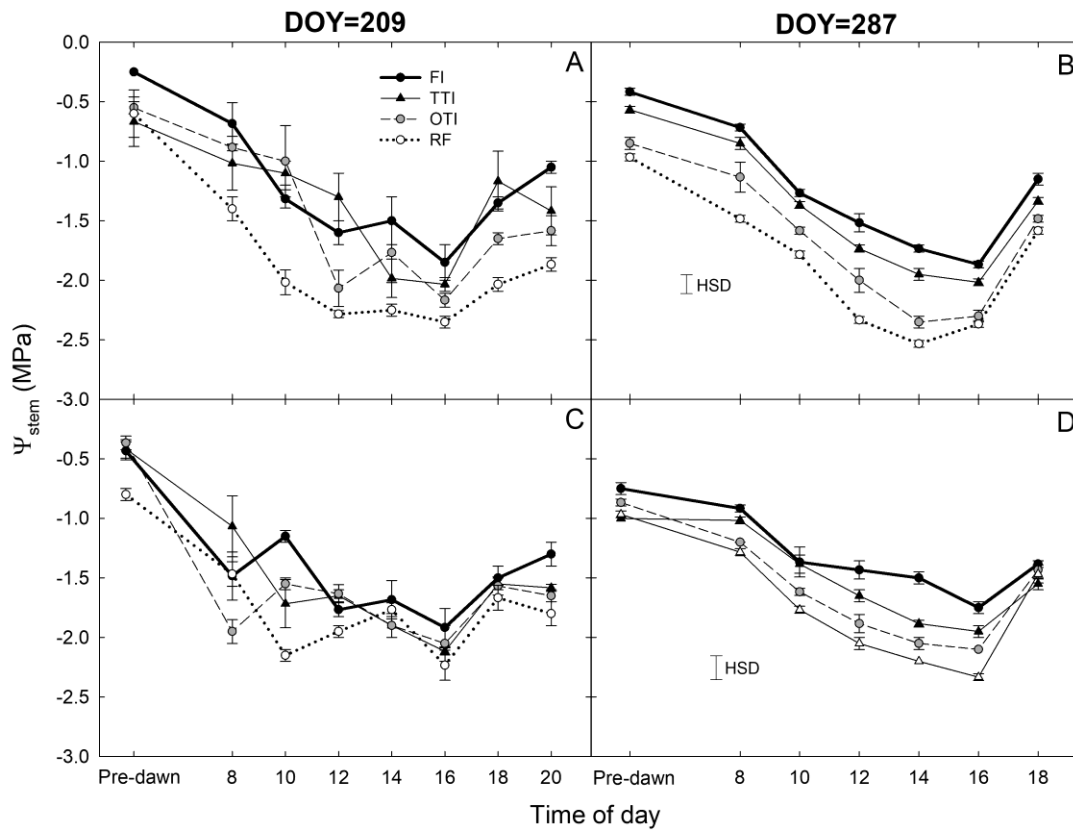 DOY=209
DOY=287
0.0
-0.5
-1.0
-1.5
-2.0
-2.5
-3.0
A
FI
TTI
OTI
RF
B
HSD
Ψstem (MPa)
-0.5
-1.0
-1.5
-2.0
-2.5
-3.0
C
D
HSD
Pre-dawn 8 10 12 14 16 18 20
Pre-dawn 8 10 12 14 16 18
Time of day